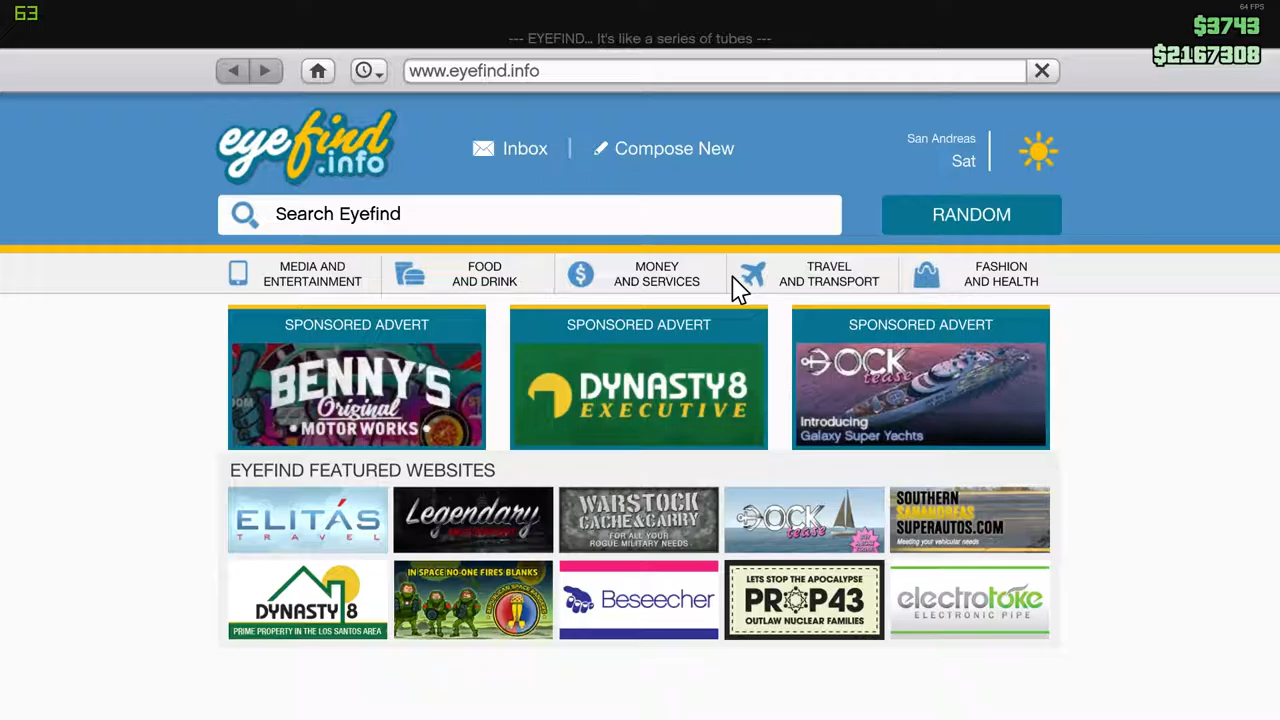 63
64 FPS
$3743
--- EYEFIND... It's like a series of tubes ---
$2167308
www.eyefind.info
eyefind
.info
Inbox
Compose New
San Andreas
Sat
Search Eyefind
RANDOM
MEDIA AND
ENTERTAINMENT
FOOD
AND DRINK
MONEY
AND SERVICES
TRAVEL
AND TRANSPORT
FASHION
AND HEALTH
SPONSORED ADVERT
BENNY'S
Original
MOTOR WORKS
SPONSORED ADVERT
DYNASTY8
EXECUTIVE
SPONSORED ADVERT
DOCK
tease
Introducing
Galaxy Super Yachts
EYEFIND FEATURED WEBSITES
ELITÁS
TRAVEL
Legendary
WARSTOCK
CACHE&CARRY
FOR ALL YOUR
ROGUE MILITARY NEEDS
DOCK
tease
SOUTHERN
SANANDREAS
SUPERAUTOS.COM
Meeting your vehicular needs
DYNASTY 8
PRIME PROPERTY IN THE LOS SANTOS AREA
IN SPACE NO ONE FIRES BLANKS
Beseecher
LETS STOP THE APOCALYPSE
PROP43
OUTLAW NUCLEAR FAMILIES
electrotoke
ELECTRONIC PIPE